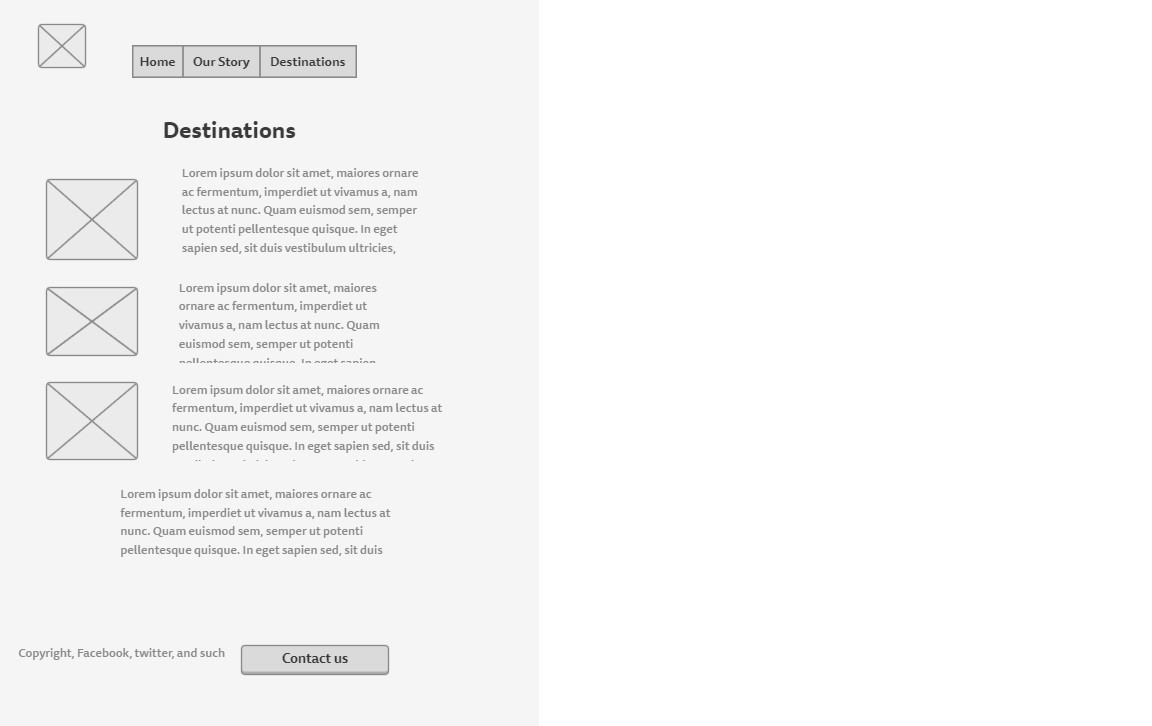 Home Our Story Destinations
Destinations
Lorem ipsum dolor sit amet, maiores ornare
ac fermentum, imperdiet ut vivamus a, nam
lectus at nunc. Quam euismod sem, semper
ut potenti pellentesque quisque. In eget
sapien sed, sit duis vestibulum ultricies,
Lorem ipsum dolor sit amet, maiores
ornare ac fermentum, imperdiet ut
vivamus a, nam lectus at nunc. Quam
euismod sem, semper ut potenti
pellentesque quisque. In eget sapien
Lorem ipsum dolor sit amet, maiores ornare ac
fermentum, imperdiet ut vivamus a, nam lectus at
nunc. Quam euismod sem, semper ut potenti
pellentesque quisque. In eget sapien sed, sit duis
Lorem ipsum dolor sit amet, maiores ornare ac
fermentum, imperdiet ut vivamus a, nam lectus at
nunc. Quam euismod sem, semper ut potenti
pellentesque quisque. In eget sapien sed, sit duis
Copyright, Facebook, twitter, and such
Contact us